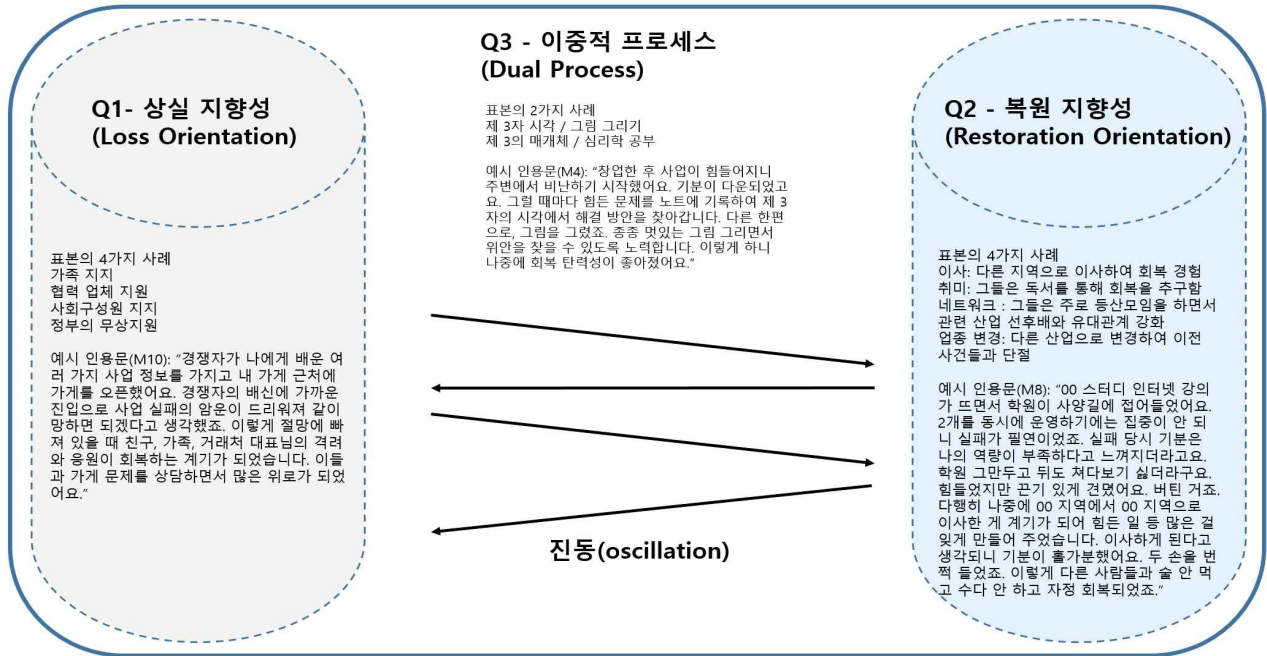 Q1- 상실 지향성
(Loss Orientation)
표본의 4가지 사례
가족 지지
협력 업체 지원
사회구성원 지지
정부의 무상지원
예시 인용문(M10): “경쟁자가 나에게 배운 여
러 가지 사업 정보를 가지고 내 가게 근처에
가게를 오픈했어요. 경쟁자의 배신에 가까운
진입으로 사업 실패의 암운이 드리워져 같이
망하면 되겠다고 생각했죠. 이렇게 절망에 빠
져 있을 때 친구, 가족, 거래처 대표님의 격려
와 응원이 회복하는 계기가 되었습니다. 이들
과 가게 문제를 상담하면서 많은 위로가 되었
어요.”
Q3 - 이중적 프로세스
(Dual Process)
표본의 2가지 사례
제 3자 시각 / 그림 그리기
제 3의 매개체 / 심리학 공부
예시 인용문(M4): “창업한 후 사업이 힘들어지니
주변에서 비난하기 시작했어요. 기분이 다운되었고
요. 그럴 때마다 힘든 문제를 노트에 기록하여 제 3
자의 시각에서 해결 방안을 찾아갑니다. 다른 한편
으로, 그림을 그렸죠. 종종 멋있는 그림 그리면서
위안을 찾을 수 있도록 노력합니다. 이렇게 하니
나중에 회복 탄력성이 좋아졌어요.”
진동(oscillation)
Q2 - 복원 지향성
(Restoration Orientation)
표본의 4가지 사례
이사: 다른 지역으로 이사하여 회복 경험
취미: 그들은 독서를 통해 회복을 추구함
네트워크 : 그들은 주로 등산모임을 하면서
관련 산업 선후배와 유대관계 강화
업종 변경: 다른 산업으로 변경하여 이전
사건들과 단절
예시 인용문(M8): “00 스터디 인터넷 강의
가 뜨면서 학원이 사양길에 접어들었어요.
2개를 동시에 운영하기에는 집중이 안 되
니 실패가 필연이었죠. 실패 당시 기분은
나의 역량이 부족하다고 느껴지더라고요.
학원 그만두고 뒤도 쳐다보기 싫더라구요.
힘들었지만 끈기 있게 견뎠어요. 버틴 거죠.
다행히 나중에 00 지역에서 00 지역으로
이사한 게 계기가 되어 힘든 일 등 많은 걸
잊게 만들어 주었습니다. 이사하게 된다고
생각되니 기분이 홀가분했어요. 두 손을 번
쩍 들었죠. 이렇게 다른 사람들과 술 안 먹
고 수다 안 하고 자정 회복되었죠.”